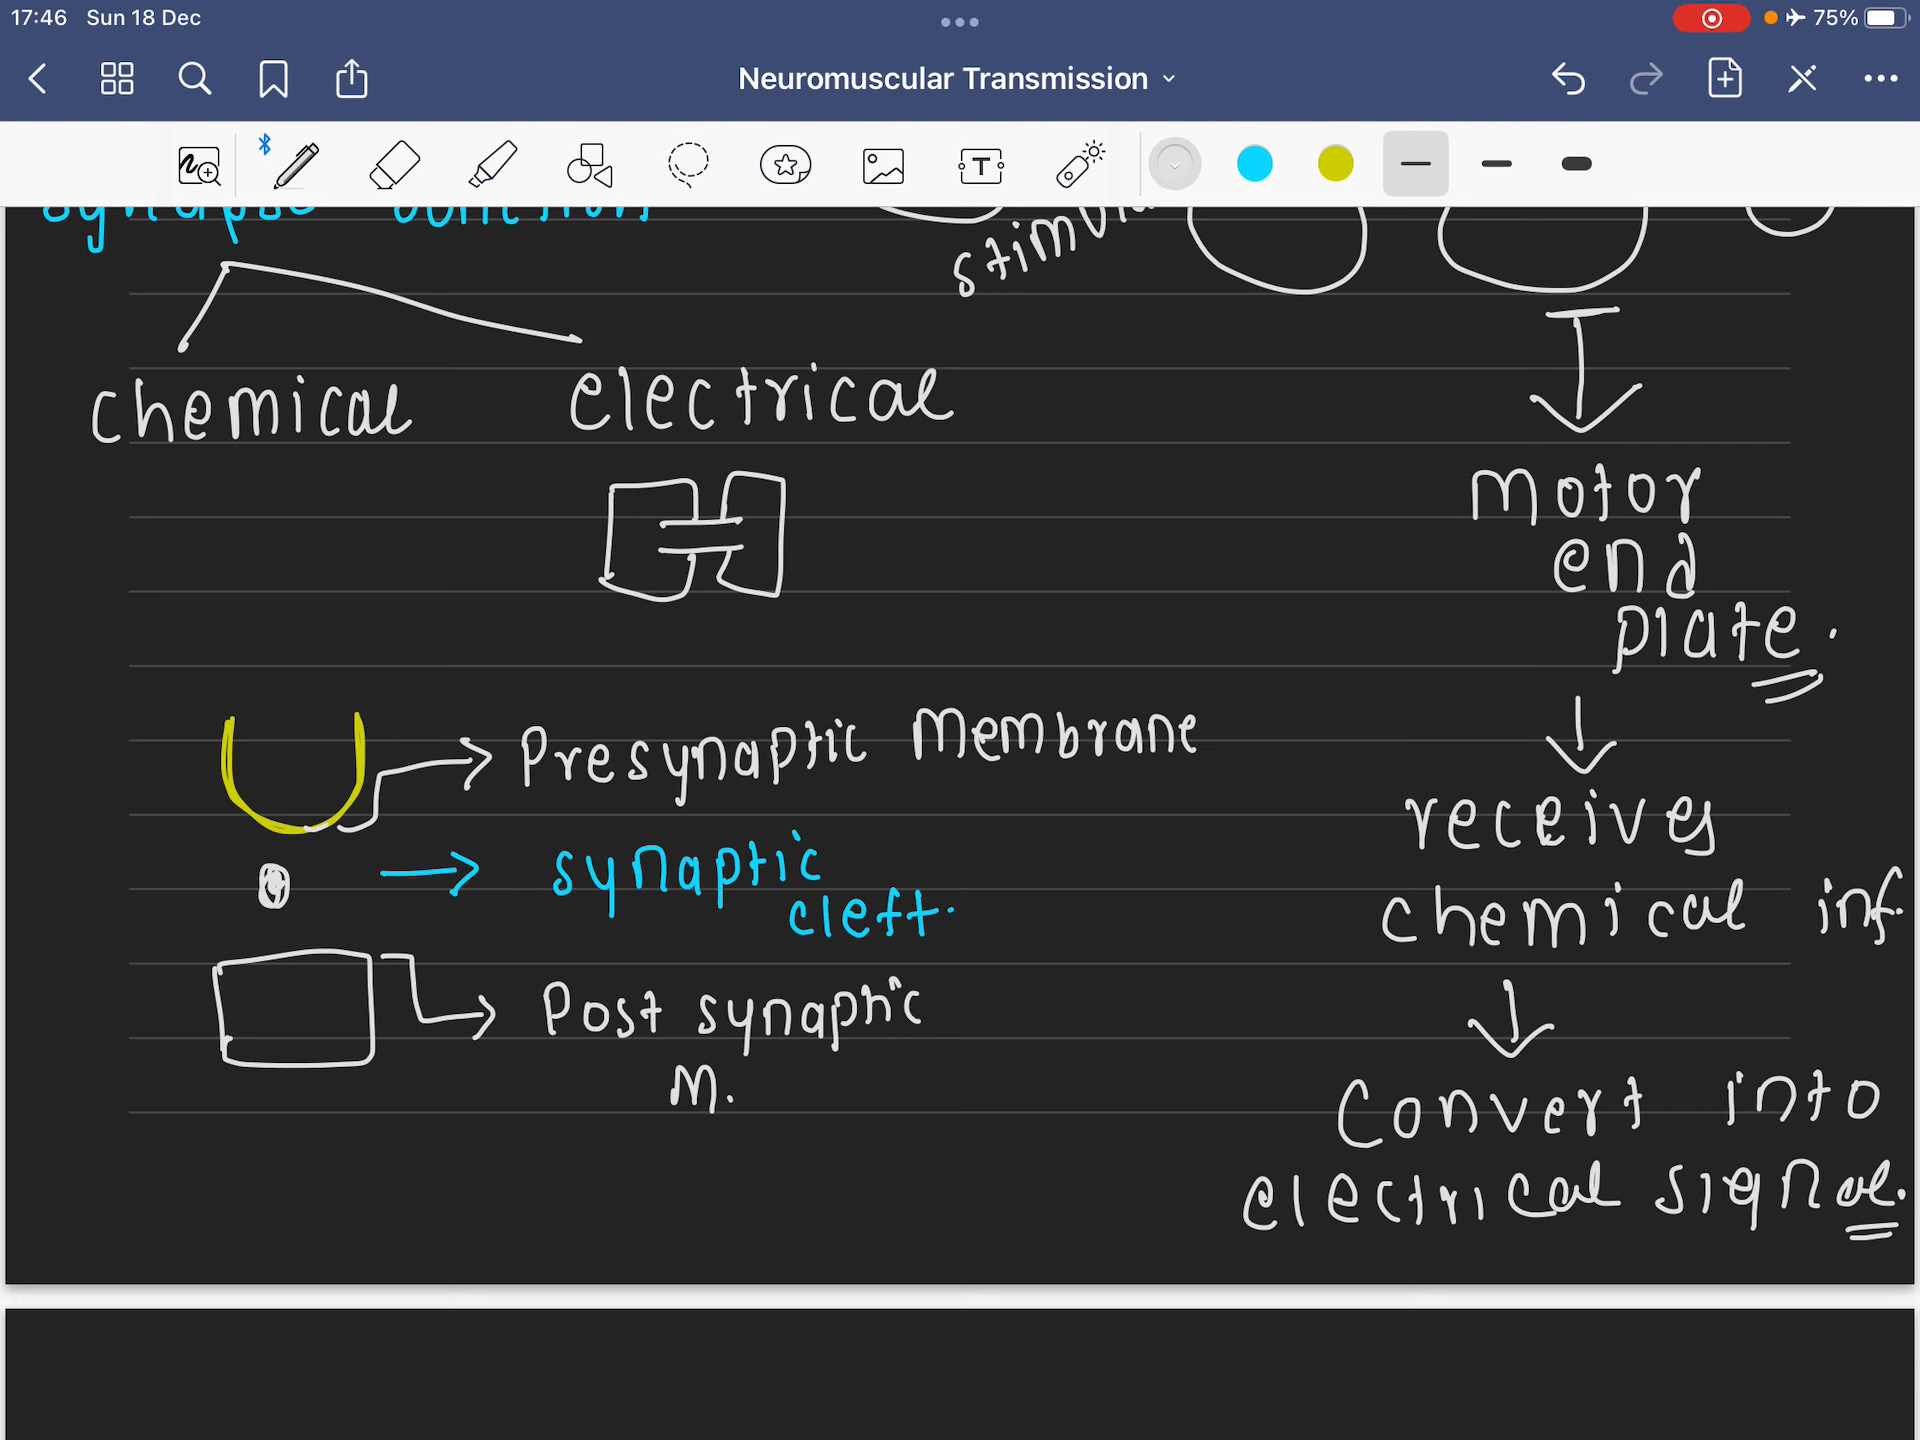 17:46 Sun 18 Dec
75%
Neuromuscular Transmission
T
stimul
chemical electrical
Motor
end
plate.
Presynaptic Membrane
receives
synaptic
cleft.
chemical inf.
Post synaptic
M.
Convert into
electrical signal.